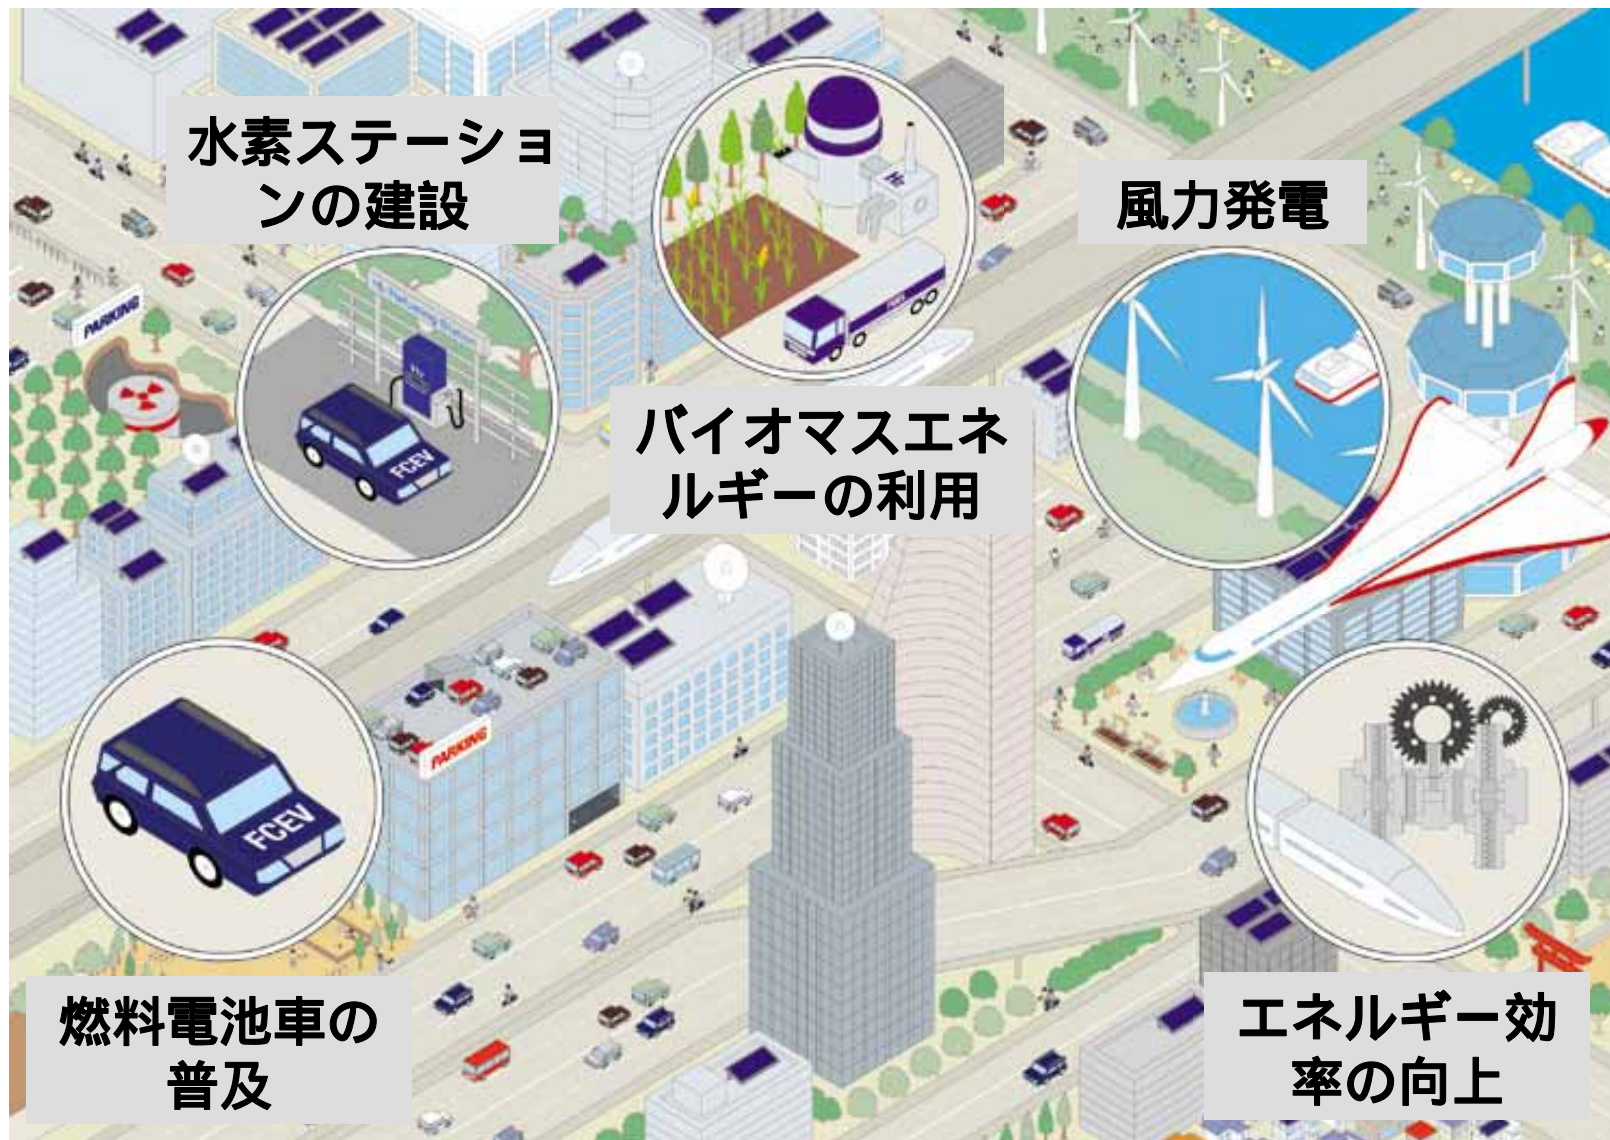 水素ステーショ
ンの建設
風力発電
H2
PARKING
FCEV
バイオマスエネ
ルギーの利用
PARKING
FCEV
燃料電池車の
普及
エネルギー効
率の向上